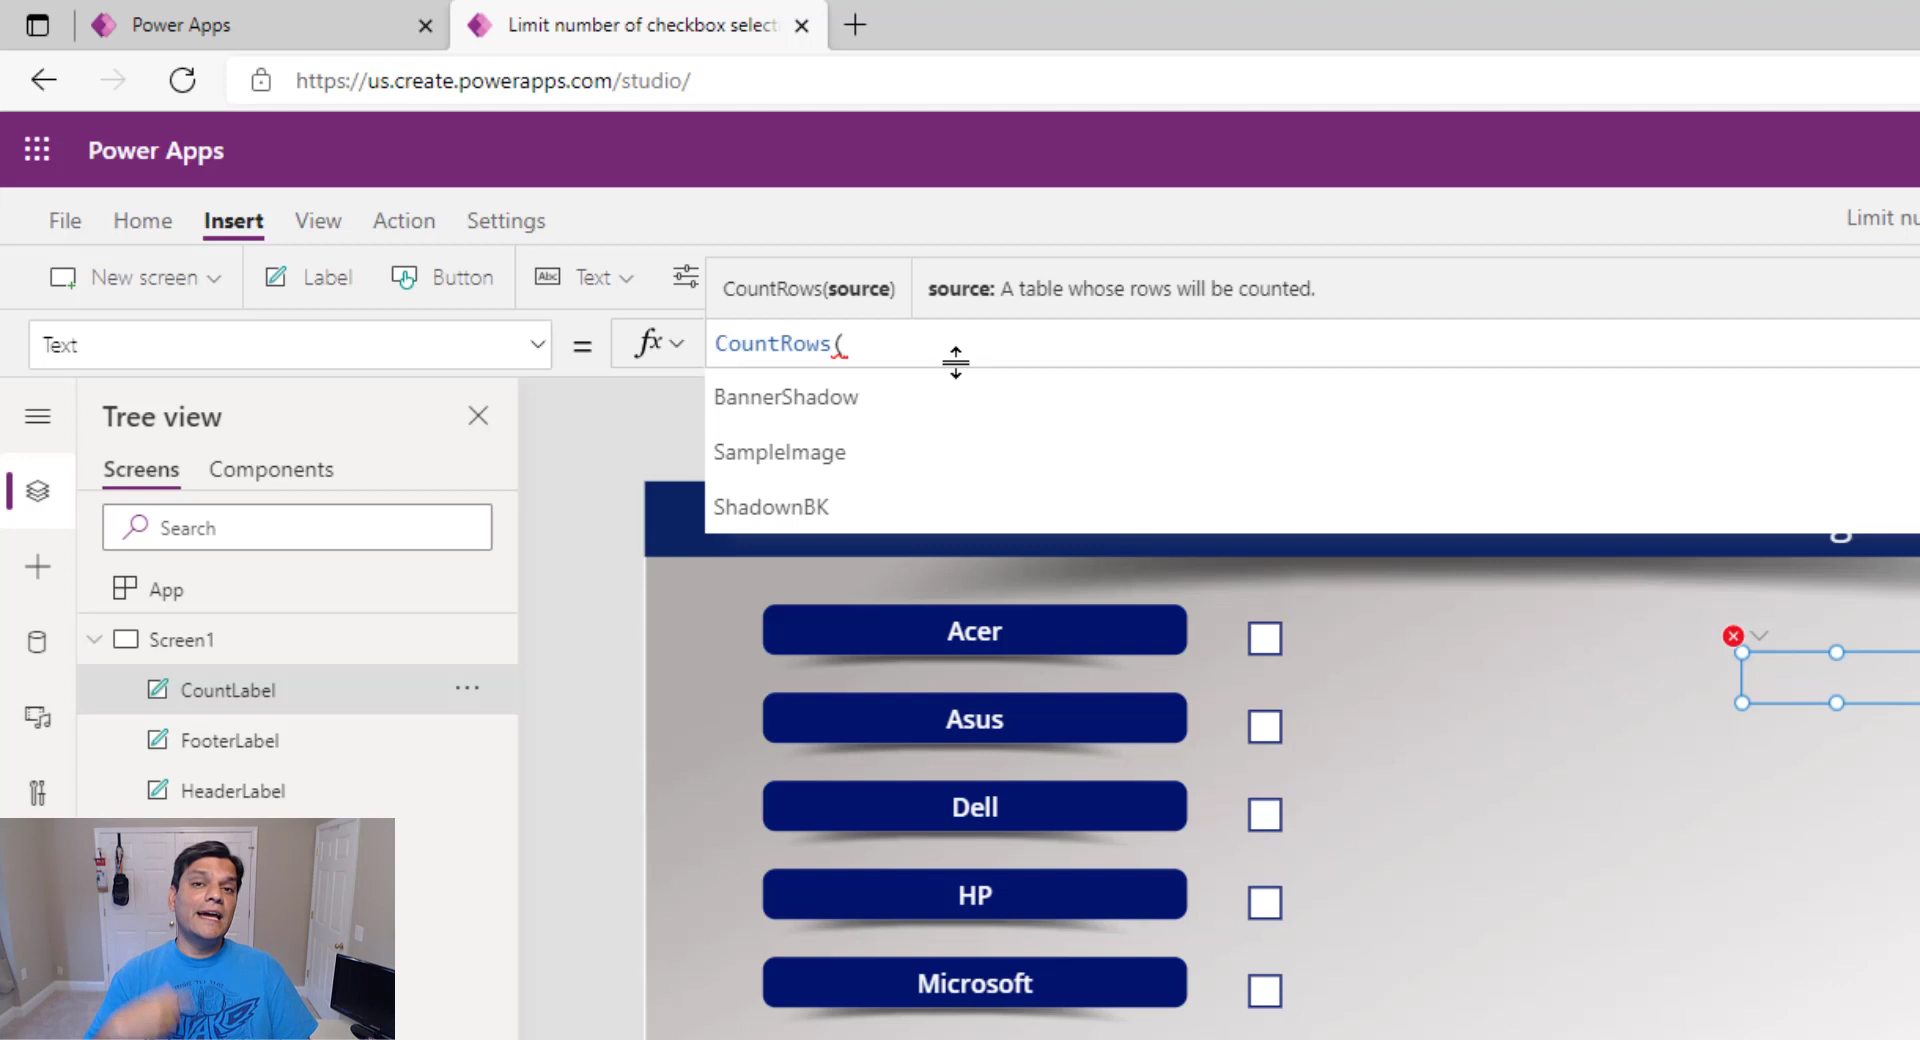 Power Apps
Limit number of checkbox select
https://us.create.powerapps.com/studio/
Power Apps
File Home Insert View Action Settings
Limit nu
New screen Label Button Abc Text
CountRows(source) source: A table whose rows will be counted.
Text = fx CountRows(
BannerShadow
SampleImage
ShadownBK
Tree view
Screens Components
Search
App
Screen1
CountLabel
FooterLabel
HeaderLabel
Acer
Asus
Dell
HP
Microsoft